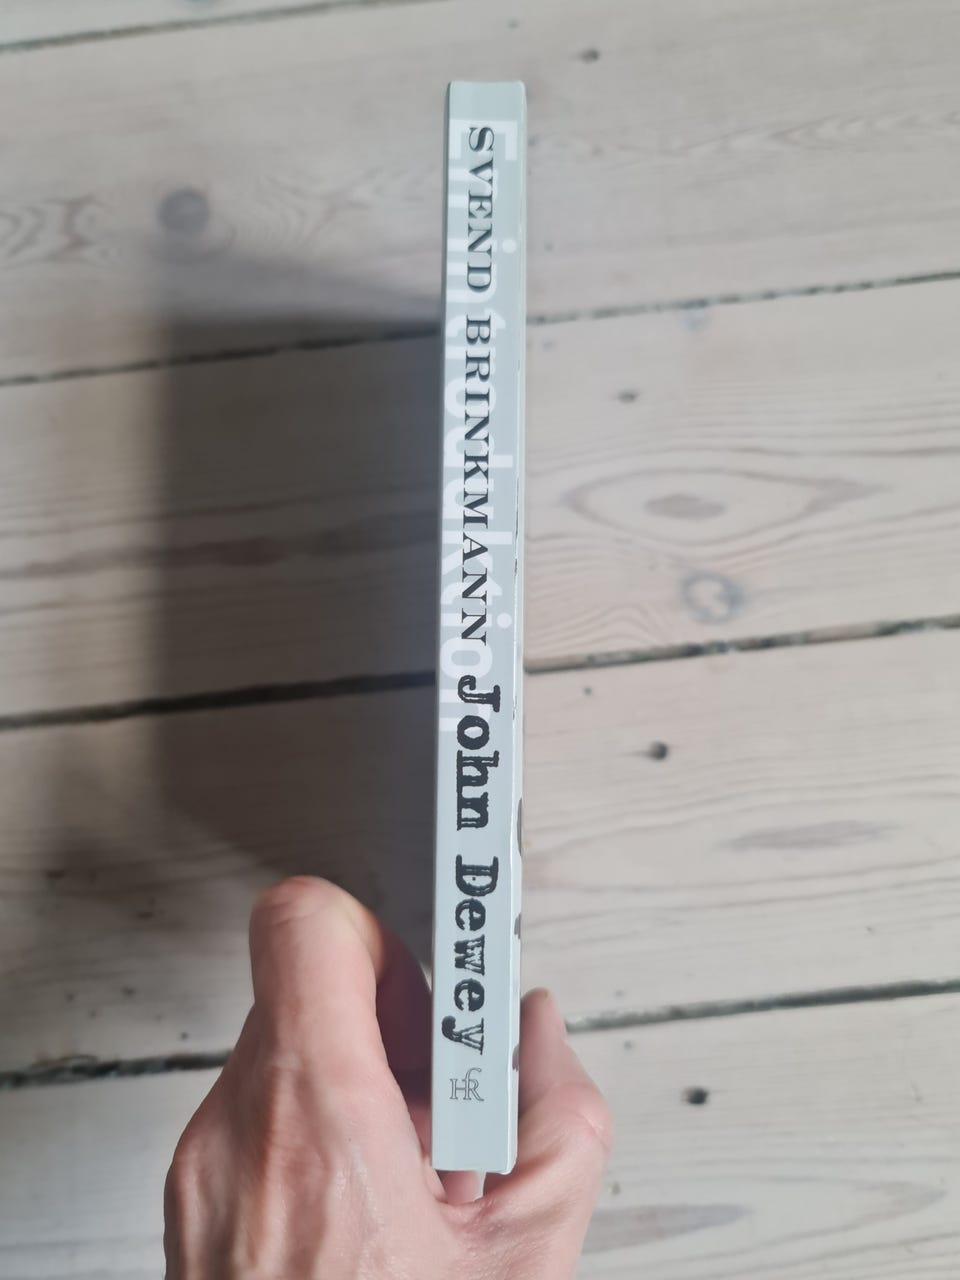 SVEND BRINKMANN John Dewey
En introduktion
HR